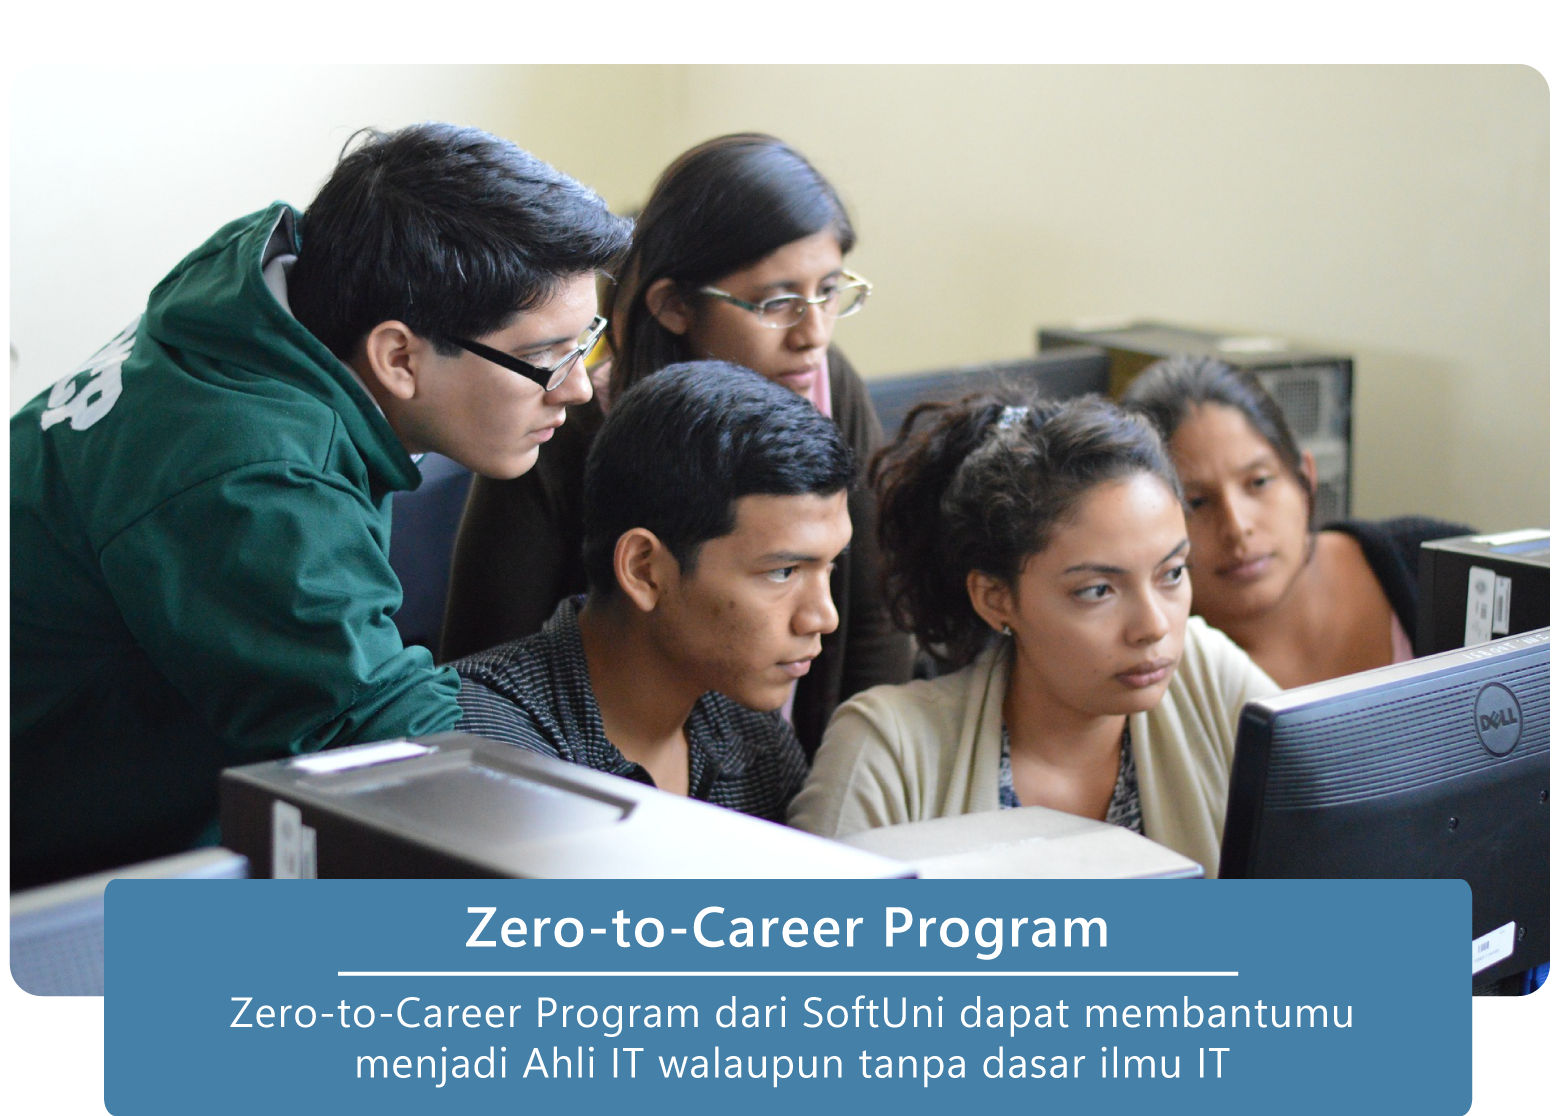 DELL
Zero-to-Career Program
Zero-to-Career Program dari SoftUni dapat membantumu
menjadi Ahli IT walaupun tanpa dasar ilmu IT